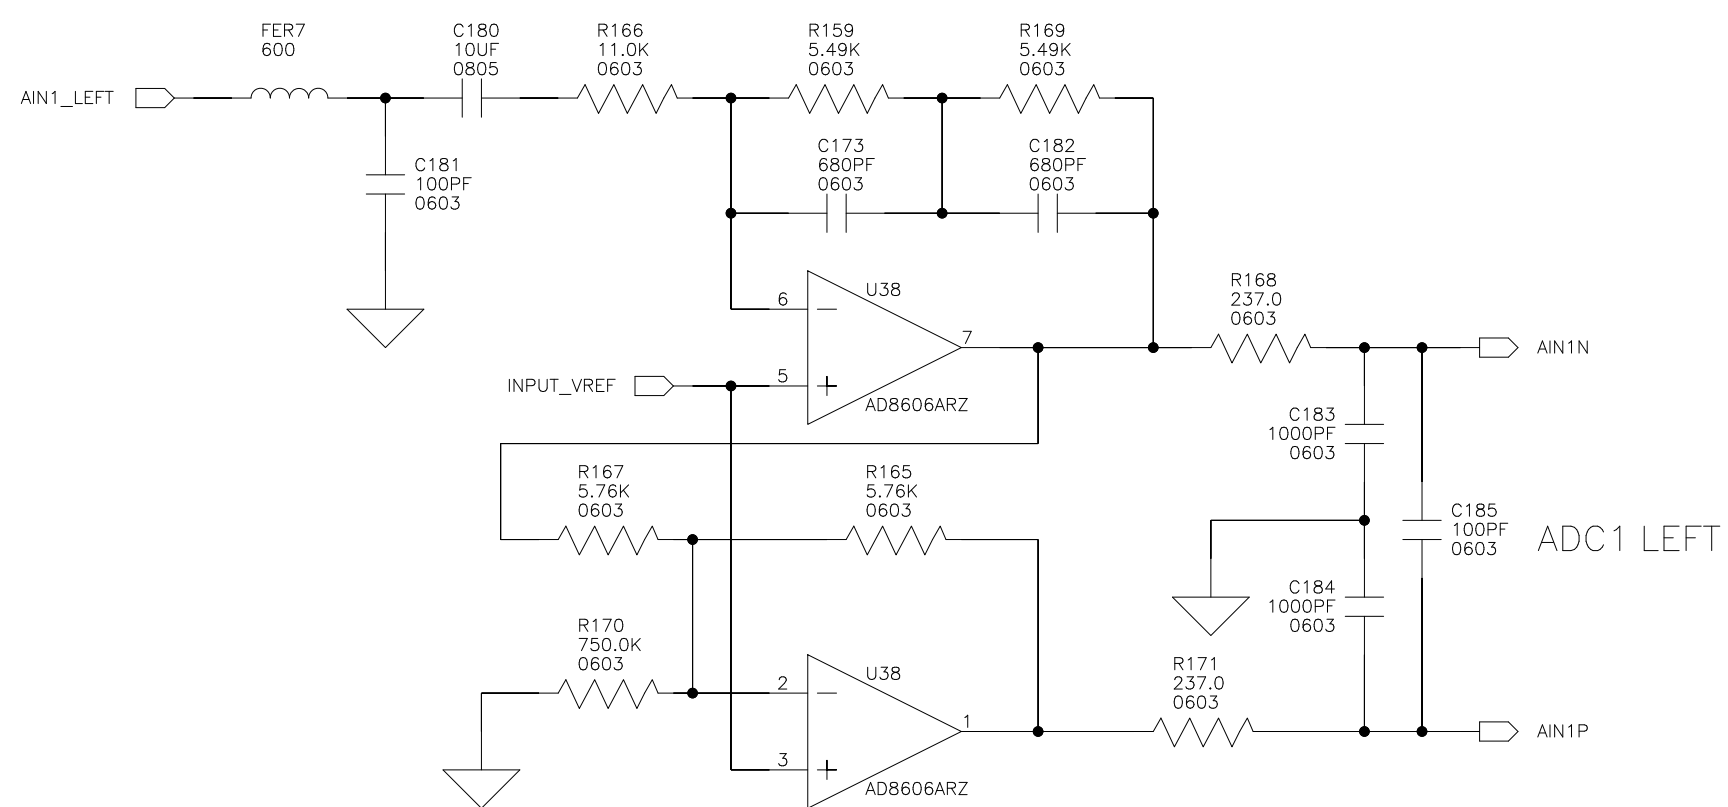 FER7
600
C180
10UF
0805
R166
11.0K
0603
R159
5.49K
0603
R169
5.49K
0603
AIN1_LEFT
C181
100PF
0603
C173
680PF
0603
C182
680PF
0603
U38
6
7
5
AD8606ARZ
INPUT_VREF
R168
237.0
0603
AIN1N
C183
1000PF
0603
R167
5.76K
0603
R165
5.76K
0603
C185
100PF
0603
ADC1 LEFT
C184
1000PF
0603
R170
750.0K
0603
U38
2
1
3
AD8606ARZ
R171
237.0
0603
AIN1P